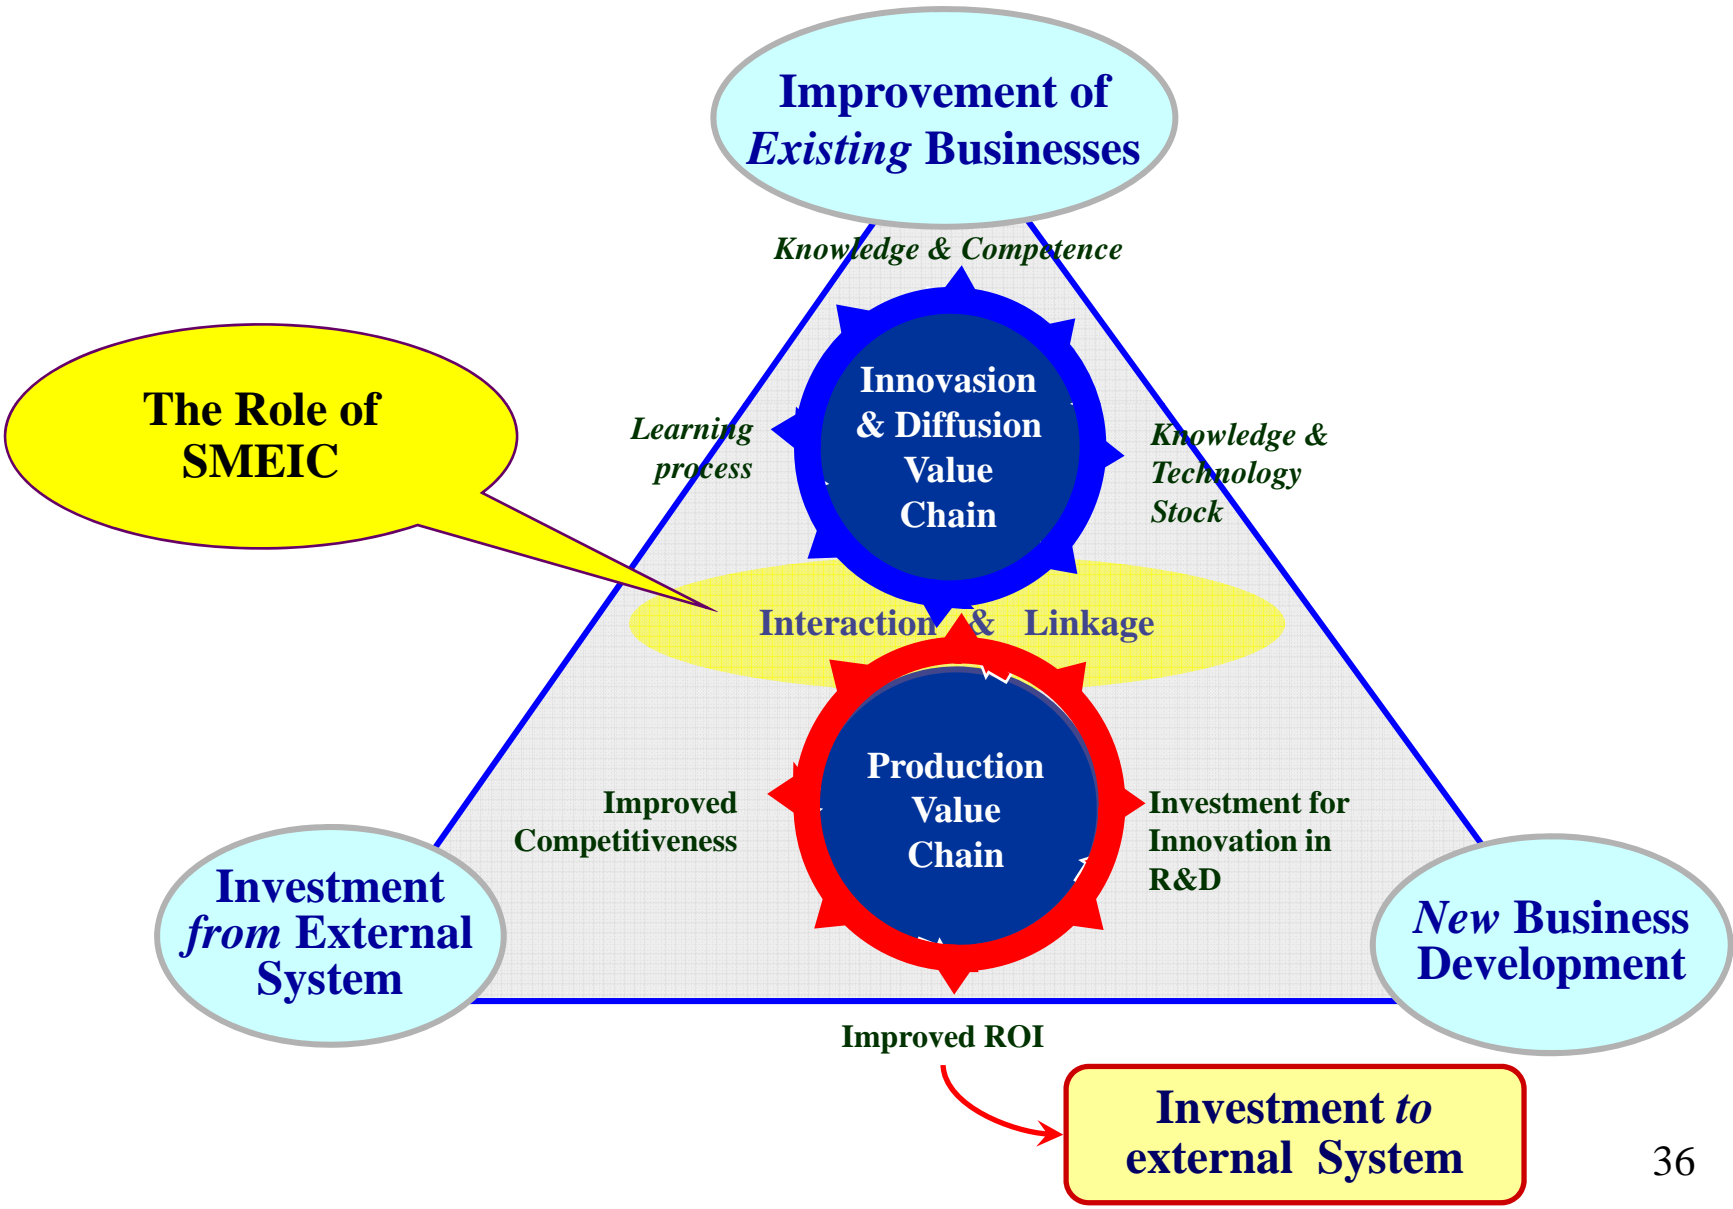 Improvement of
Existing Businesses
Knowledge & Competence
The Role of
SMEIC
Learning
process
Innovasion
& Diffusion
Value
Chain
Knowledge &
Technology
Stock
Interaction & Linkage
Improved
Competitiveness
Production
Value
Chain
Investment for
Innovation in
R&D
Investment
from External
System
New Business
Development
Improved ROI
Investment to
external System
36